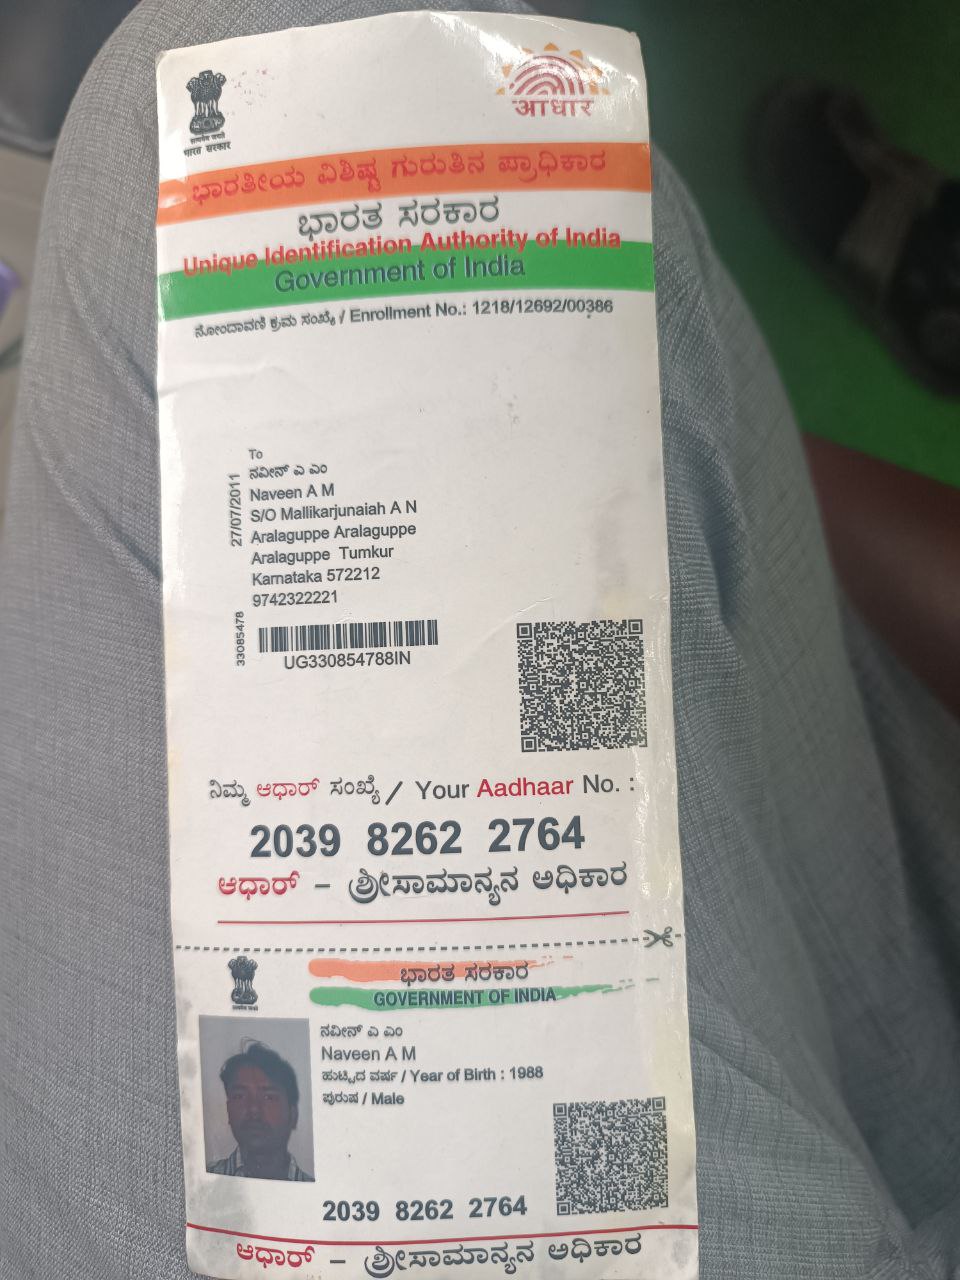 आधार
सत्यमेव जयते
भारत सरकार
ಭಾರತೀಯ ವಿಶಿಷ್ಟ ಗುರುತಿನ ಪ್ರಾಧಿಕಾರ
ಭಾರತ ಸರಕಾರ
Unique Identification Authority of India
Government of India
ನೋಂದಾವಣಿ ಕ್ರಮ ಸಂಖ್ಯೆ / Enrollment No.: 1218/12692/00386
27/07/2011
To
ನವೀನ್ ಎ ಎಂ
Naveen A M
S/O Mallikarjunaiah A N
Aralaguppe Aralaguppe
Aralaguppe Tumkur
Karnataka 572212
9742322221
33085478
UG330854788IN
ನಿಮ್ಮ ಆಧಾರ್ ಸಂಖ್ಯೆ / Your Aadhaar No. :
2039 8262 2764
ಆಧಾರ್ – ಶ್ರೀಸಾಮಾನ್ಯನ ಅಧಿಕಾರ
ಭಾರತ ಸರಕಾರ
GOVERNMENT OF INDIA
ನವೀನ್ ಎ ಎಂ
Naveen A M
ಹುಟ್ಟಿದ ವರ್ಷ / Year of Birth : 1988
ಪುರುಷ / Male
2039 8262 2764
ಆಧಾರ್ – ಶ್ರೀಸಾಮಾನ್ಯನ ಅಧಿಕಾರ